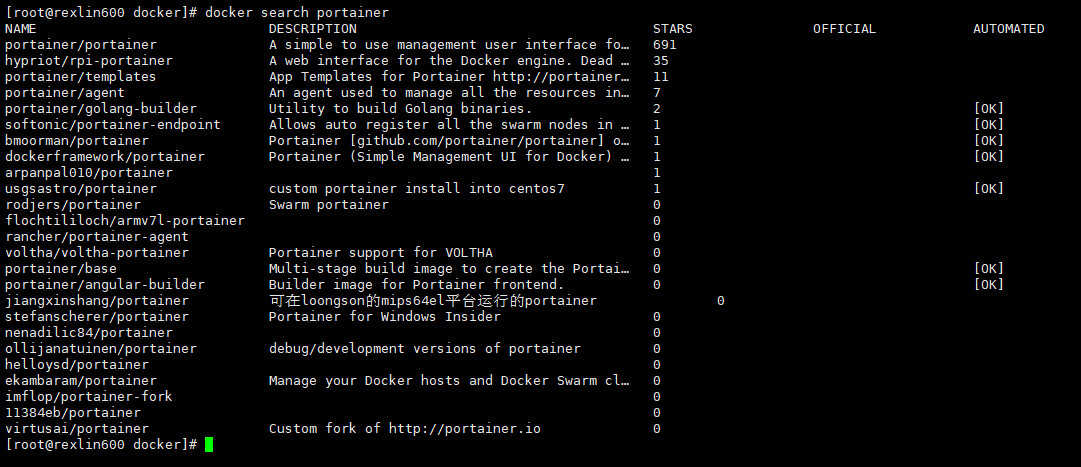 [root@rexlin600 docker]# docker search portainer
NAME DESCRIPTION STARS OFFICIAL AUTOMATED
portainer/portainer A simple to use management user interface fo… 691
hypriot/rpi-portainer A web interface for the Docker engine. Dead … 35
portainer/templates App Templates for Portainer http://portainer… 11
portainer/agent An agent used to manage all the resources in… 7
portainer/golang-builder Utility to build Golang binaries. 2 [OK]
softonic/portainer-endpoint Allows auto register all the swarm nodes in … 1 [OK]
bmoorman/portainer Portainer [github.com/portainer/portainer] o… 1 [OK]
dockerframework/portainer Portainer (Simple Management UI for Docker) … 1 [OK]
arpanpal010/portainer 1
usgsastro/portainer custom portainer install into centos7 1 [OK]
rodjers/portainer Swarm portainer 0
flochtililoch/armv7l-portainer 0
rancher/portainer-agent 0
voltha/voltha-portainer Portainer support for VOLTHA 0
portainer/base Multi-stage build image to create the Portai… 0 [OK]
portainer/angular-builder Builder image for Portainer frontend. 0 [OK]
jiangxinshang/portainer 可在loongson的mips64el平台运行的portainer 0
stefanscherer/portainer Portainer for Windows Insider 0
nenadilic84/portainer 0
ollijanatuinen/portainer debug/development versions of portainer 0
helloysd/portainer 0
ekambaram/portainer Manage your Docker hosts and Docker Swarm cl… 0
imflop/portainer-fork 0
11384eb/portainer 0
virtusai/portainer Custom fork of http://portainer.io 0
[root@rexlin600 docker]#